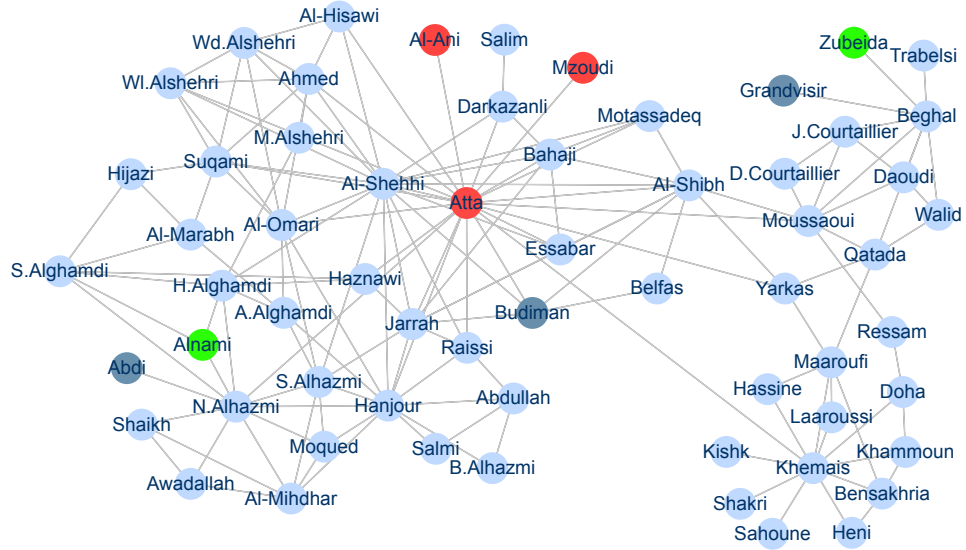 Al-Hisawi
Wd.Alshehri
Al-Ani
Salim
Zubeida
Trabelsi
Wl.Alshehri
Ahmed
Mzoudi
Grandvisir
Darkazanli
Motassadeq
Beghal
M.Alshehri
J.Courtaillier
Hijazi
Suqami
Al-Shehhi
Bahaji
Al-Shibh
D.Courtaillier
Daoudi
Atta
Moussaoui
Walid
Al-Marabh
Al-Omari
Essabar
Qatada
S.Alghamdi
H.Alghamdi
Haznawi
Belfas
Yarkas
A.Alghamdi
Jarrah
Budiman
Ressam
Alnami
Raissi
Abdi
Maaroufi
S.Alhazmi
Hassine
Doha
N.Alhazmi
Hanjour
Abdullah
Laaroussi
Shaikh
Moqued
Salmi
B.Alhazmi
Kishk
Khemais
Khammoun
Awadallah
Al-Mihdhar
Shakri
Bensakhria
Sahoune
Heni